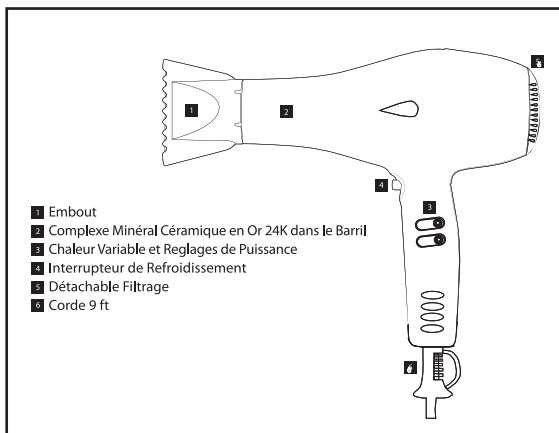 1
2
3
4
1 Embout
2 Complexe Minéral Céramique en Or 24K dans le Barril
3 Chaleur Variable et Reglages de Puissance
4 Interrupteur de Refroidissement
5 Détachable Filtrage
6 Corde 9 ft